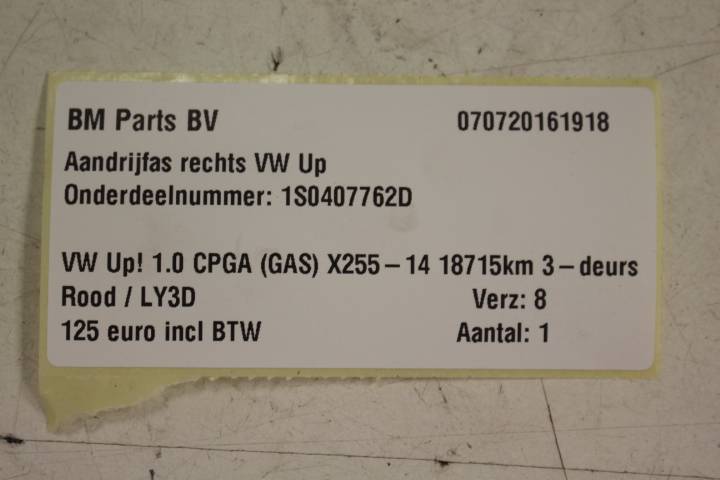 BM Parts BV 070720161918
Aandrijfas rechts VW Up
Onderdeelnummer: 1S0407762D
VW Up! 1.0 CPGA (GAS) X255-14 18715km 3-deurs
Rood / LY3D Verz: 8
125 euro incl BTW Aantal: 1